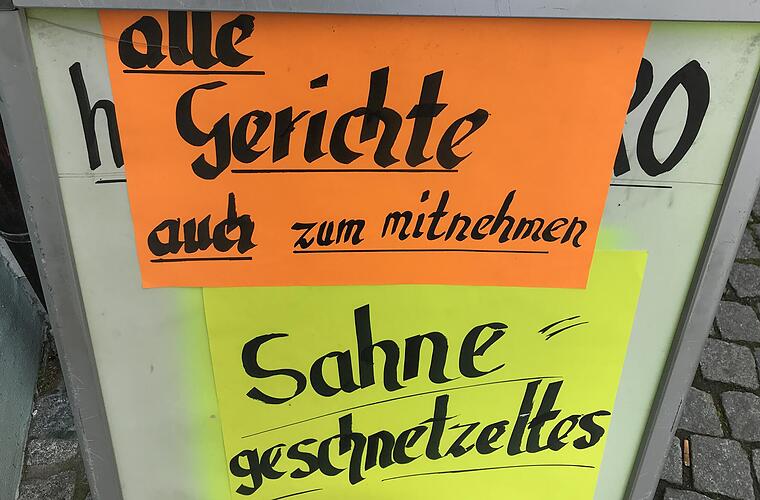 alle
Gerichte
auch zum mitnehmen
Sahne=
geschnetzeltes